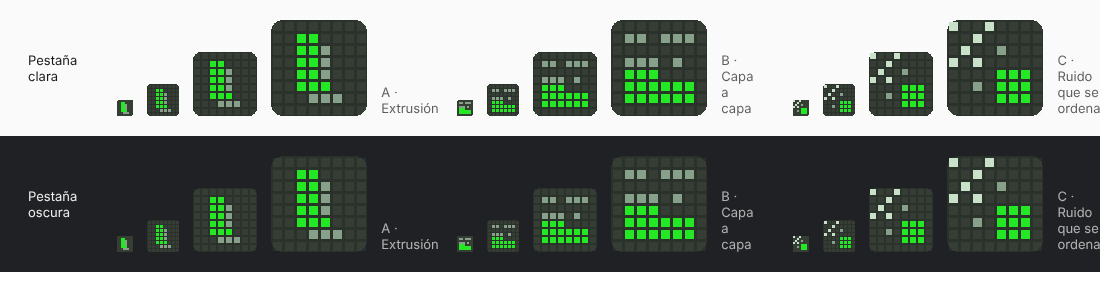 Pestaña
clara
A ·
Extrusión
B ·
Capa
a
capa
C ·
Ruido
que se
ordena
Pestaña
oscura
A ·
Extrusión
B ·
Capa
a
capa
C ·
Ruido
que se
ordena